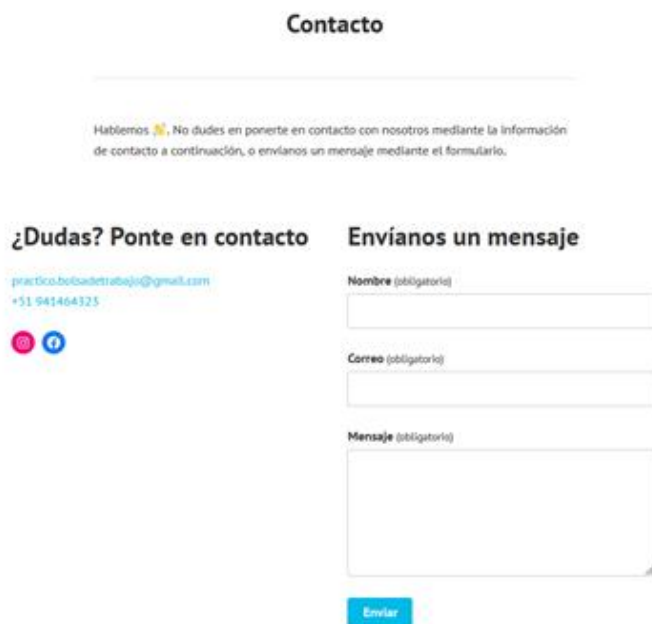 Contacto
Hablemos 👋. No dudes en ponerte en contacto con nosotros mediante la información
de contacto a continuación, o envíanos un mensaje mediante el formulario.
¿Dudas? Ponte en contacto
practico.bolsadetrabajo@gmail.com
+51 941464323
Envíanos un mensaje
Nombre (obligatorio)
Correo (obligatorio)
Mensaje (obligatorio)
Enviar